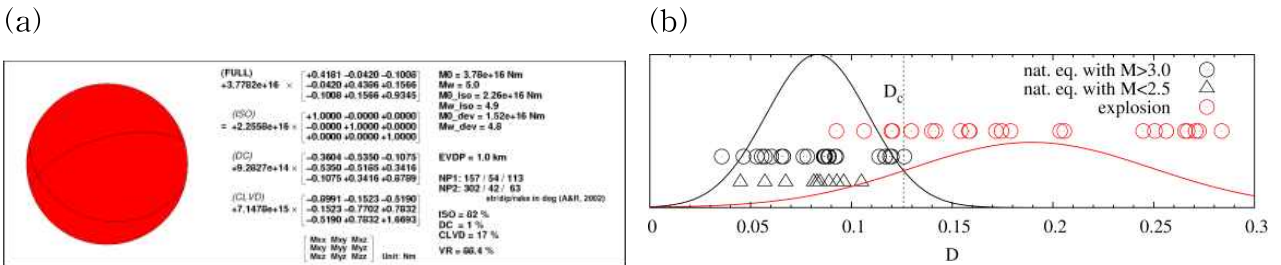 (a)
(b)
(FULL)
+3.7782e+16 ×
+0.4181 −0.0420 −0.1008
−0.0420 +0.4366 +0.1566
−0.1008 +0.1566 +0.9345
(ISO)
= +2.2558e+16 ×
+1.0000 −0.0000 +0.0000
−0.0000 +1.0000 +0.0000
+0.0000 +0.0000 +1.0000
(DC)
+9.2827e+14 ×
−0.3604 −0.5350 −0.1075
−0.5350 −0.5185 +0.3416
−0.1075 +0.3416 +0.8789
(CLVD)
+7.1478e+15 ×
−0.8991 −0.1523 −0.5190
−0.1523 −0.7702 +0.7832
−0.5190 +0.7832 +1.6693
Mxx Mxy Mxz
Mxy Myy Myz
Mxz Myz Mzz
Unit: Nm
M0 = 3.78e+16 Nm
Mw = 5.0
M0_iso = 2.26e+16 Nm
Mw_iso = 4.9
M0_dev = 1.52e+16 Nm
Mw_dev = 4.8
EVDP = 1.0 km
NP1: 157 / 54 / 113
NP2: 302 / 42 / 63
str/dip/rake in deg (A&R, 2002)
ISO = 82 %
DC = 1 %
CLVD = 17 %
VR = 66.4 %
nat. eq. with M>3.0
nat. eq. with M<2.5
explosion
Dc
0 0.05 0.1 0.15 0.2 0.25 0.3
D